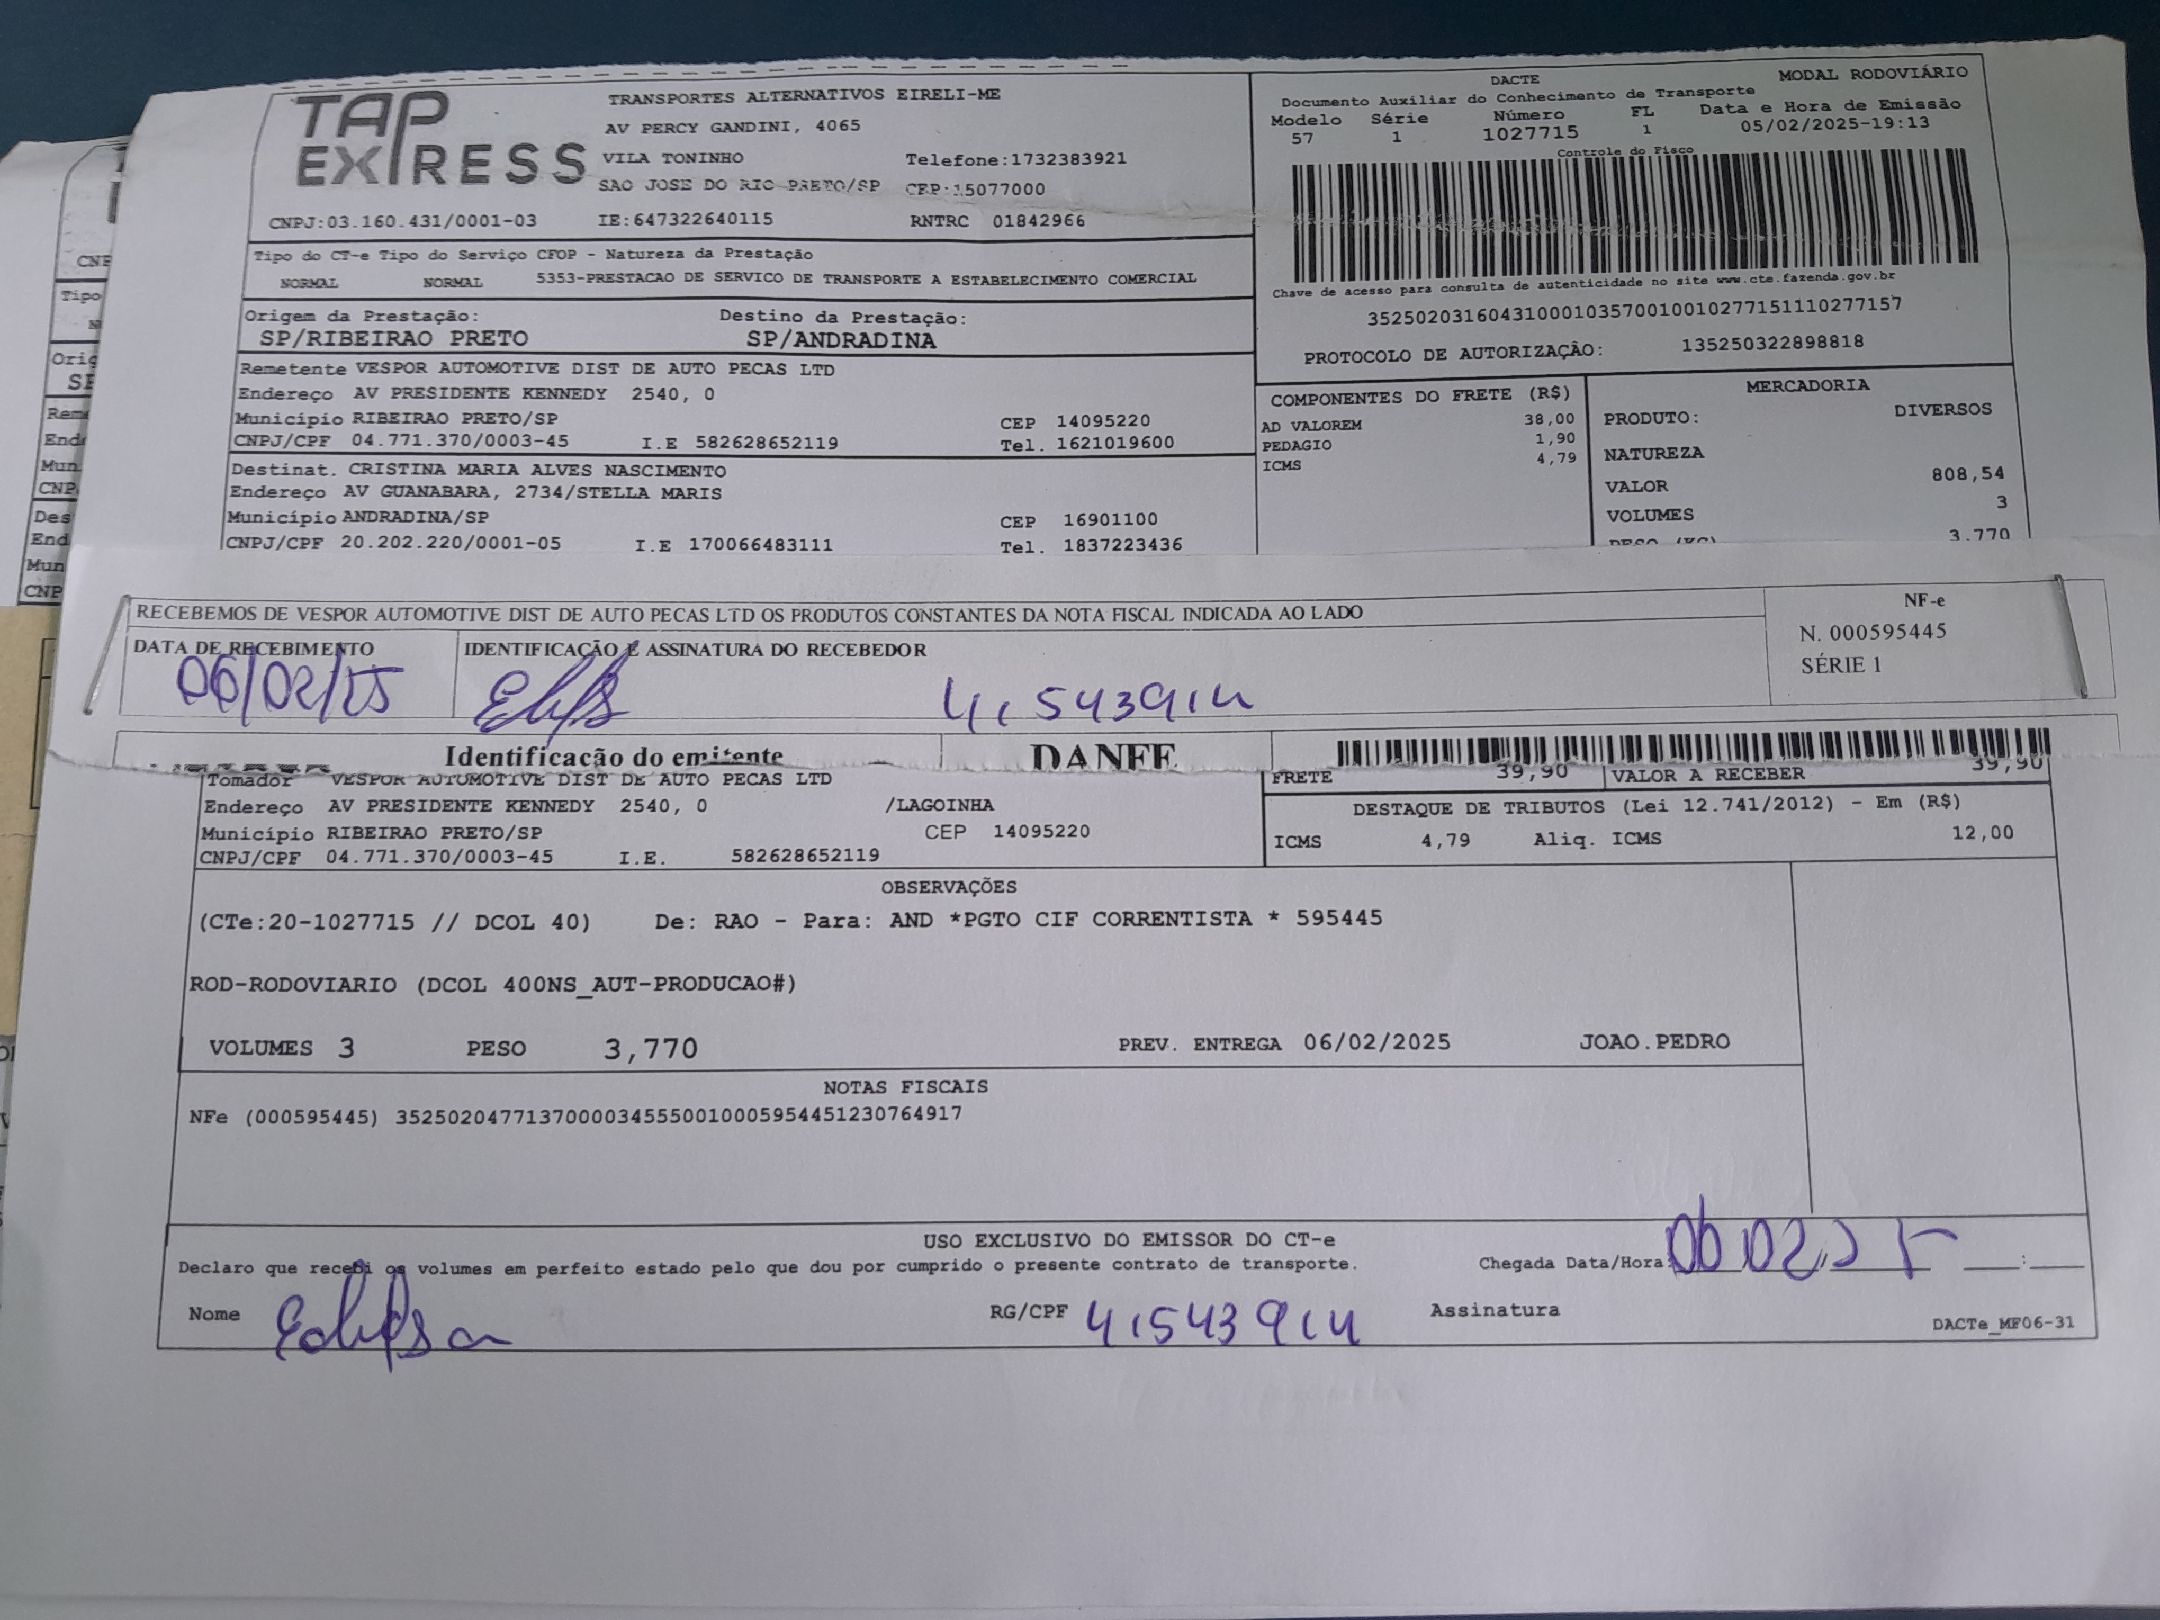 TAP EXPRESS
TRANSPORTES ALTERNATIVOS EIRELI-ME
AV PERCY GANDINI, 4065
VILA TONINHO Telefone:1732383921
SAO JOSE DO RIO PRETO/SP CEP:15077000
CNPJ:03.160.431/0001-03 IE:647322640115 RNTRC 01842966
DACTE MODAL RODOVIÁRIO
Documento Auxiliar do Conhecimento de Transporte
Modelo Série Número FL Data e Hora de Emissão
57 1 1027715 1 05/02/2025-19:13
Controle do Fisco
Chave de acesso para consulta de autenticidade no site www.cte.fazenda.gov.br
35250203160431000103570010010277151110277157
PROTOCOLO DE AUTORIZAÇÃO: 135250322898818
Tipo do CT-e Tipo do Serviço CFOP - Natureza da Prestação
NORMAL NORMAL 5353-PRESTACAO DE SERVICO DE TRANSPORTE A ESTABELECIMENTO COMERCIAL
Origem da Prestação: Destino da Prestação:
SP/RIBEIRAO PRETO SP/ANDRADINA
Remetente VESPOR AUTOMOTIVE DIST DE AUTO PECAS LTD
Endereço AV PRESIDENTE KENNEDY 2540, 0
Município RIBEIRAO PRETO/SP CEP 14095220
CNPJ/CPF 04.771.370/0003-45 I.E 582628652119 Tel. 1621019600
Destinat. CRISTINA MARIA ALVES NASCIMENTO
Endereço AV GUANABARA, 2734/STELLA MARIS
Município ANDRADINA/SP CEP 16901100
CNPJ/CPF 20.202.220/0001-05 I.E 170066483111 Tel. 1837223436
COMPONENTES DO FRETE (R$)
AD VALOREM 38,00
PEDAGIO 1,90
ICMS 4,79
MERCADORIA
PRODUTO: DIVERSOS
NATUREZA
VALOR 808,54
VOLUMES 3
PESO (KG) 3.770
RECEBEMOS DE VESPOR AUTOMOTIVE DIST DE AUTO PECAS LTD OS PRODUTOS CONSTANTES DA NOTA FISCAL INDICADA AO LADO
NF-e
N. 000595445
SÉRIE 1
DATA DE RECEBIMENTO IDENTIFICAÇÃO E ASSINATURA DO RECEBEDOR
06/02/25 41543914
Identificação do emitente DANFE
Tomador VESPOR AUTOMOTIVE DIST DE AUTO PECAS LTD
Endereço AV PRESIDENTE KENNEDY 2540, 0 /LAGOINHA
Município RIBEIRAO PRETO/SP CEP 14095220
CNPJ/CPF 04.771.370/0003-45 I.E. 582628652119
FRETE 39,90 VALOR A RECEBER 39,90
DESTAQUE DE TRIBUTOS (Lei 12.741/2012) - Em (R$)
ICMS 4,79 Aliq. ICMS 12,00
OBSERVAÇÕES
(CTe:20-1027715 // DCOL 40) De: RAO - Para: AND *PGTO CIF CORRENTISTA * 595445
ROD-RODOVIARIO (DCOL 400NS_AUT-PRODUCAO#)
VOLUMES 3 PESO 3,770 PREV. ENTREGA 06/02/2025 JOAO.PEDRO
NOTAS FISCAIS
NFe (000595445) 35250204771370000345550010005954451230764917
USO EXCLUSIVO DO EMISSOR DO CT-e
Declaro que recebi os volumes em perfeito estado pelo que dou por cumprido o presente contrato de transporte. Chegada Data/Hora: 06 02 25
Nome RG/CPF 41543914 Assinatura
DACTe_MF06-31